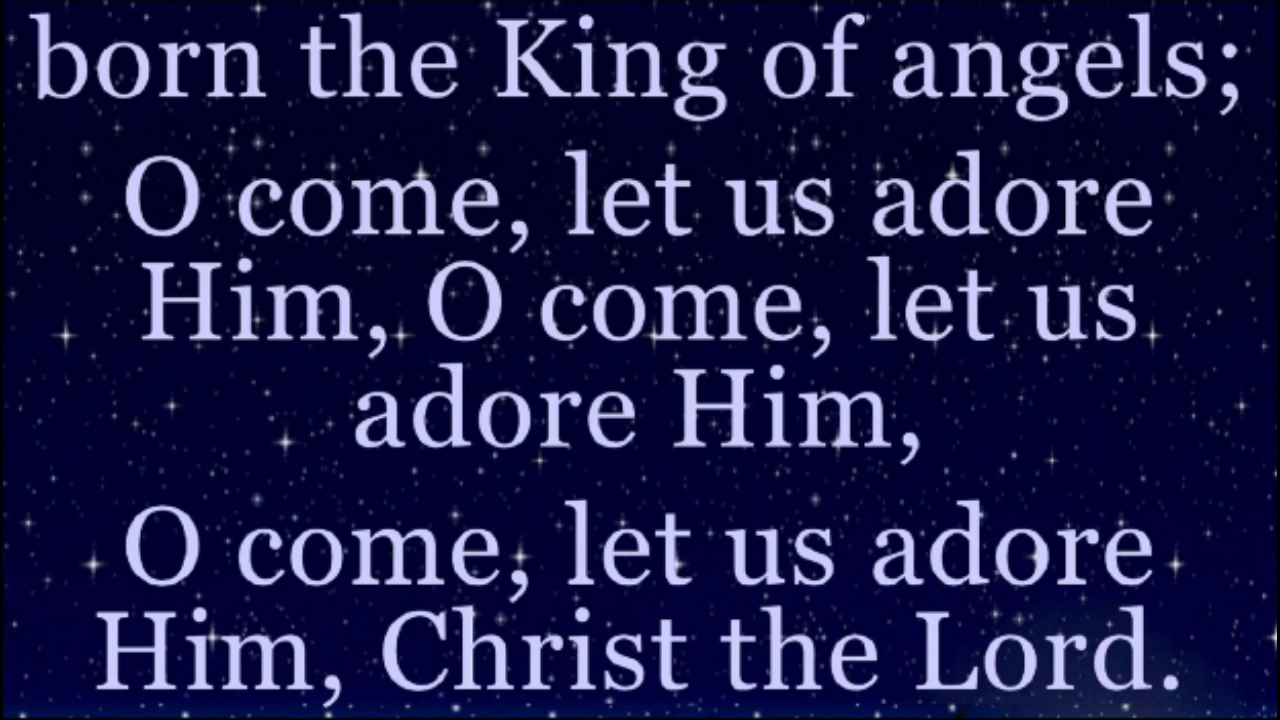 born the King of angels;
O come, let us adore
Him, O come, let us
adore Him,
O come, let us adore
Him, Christ the Lord.